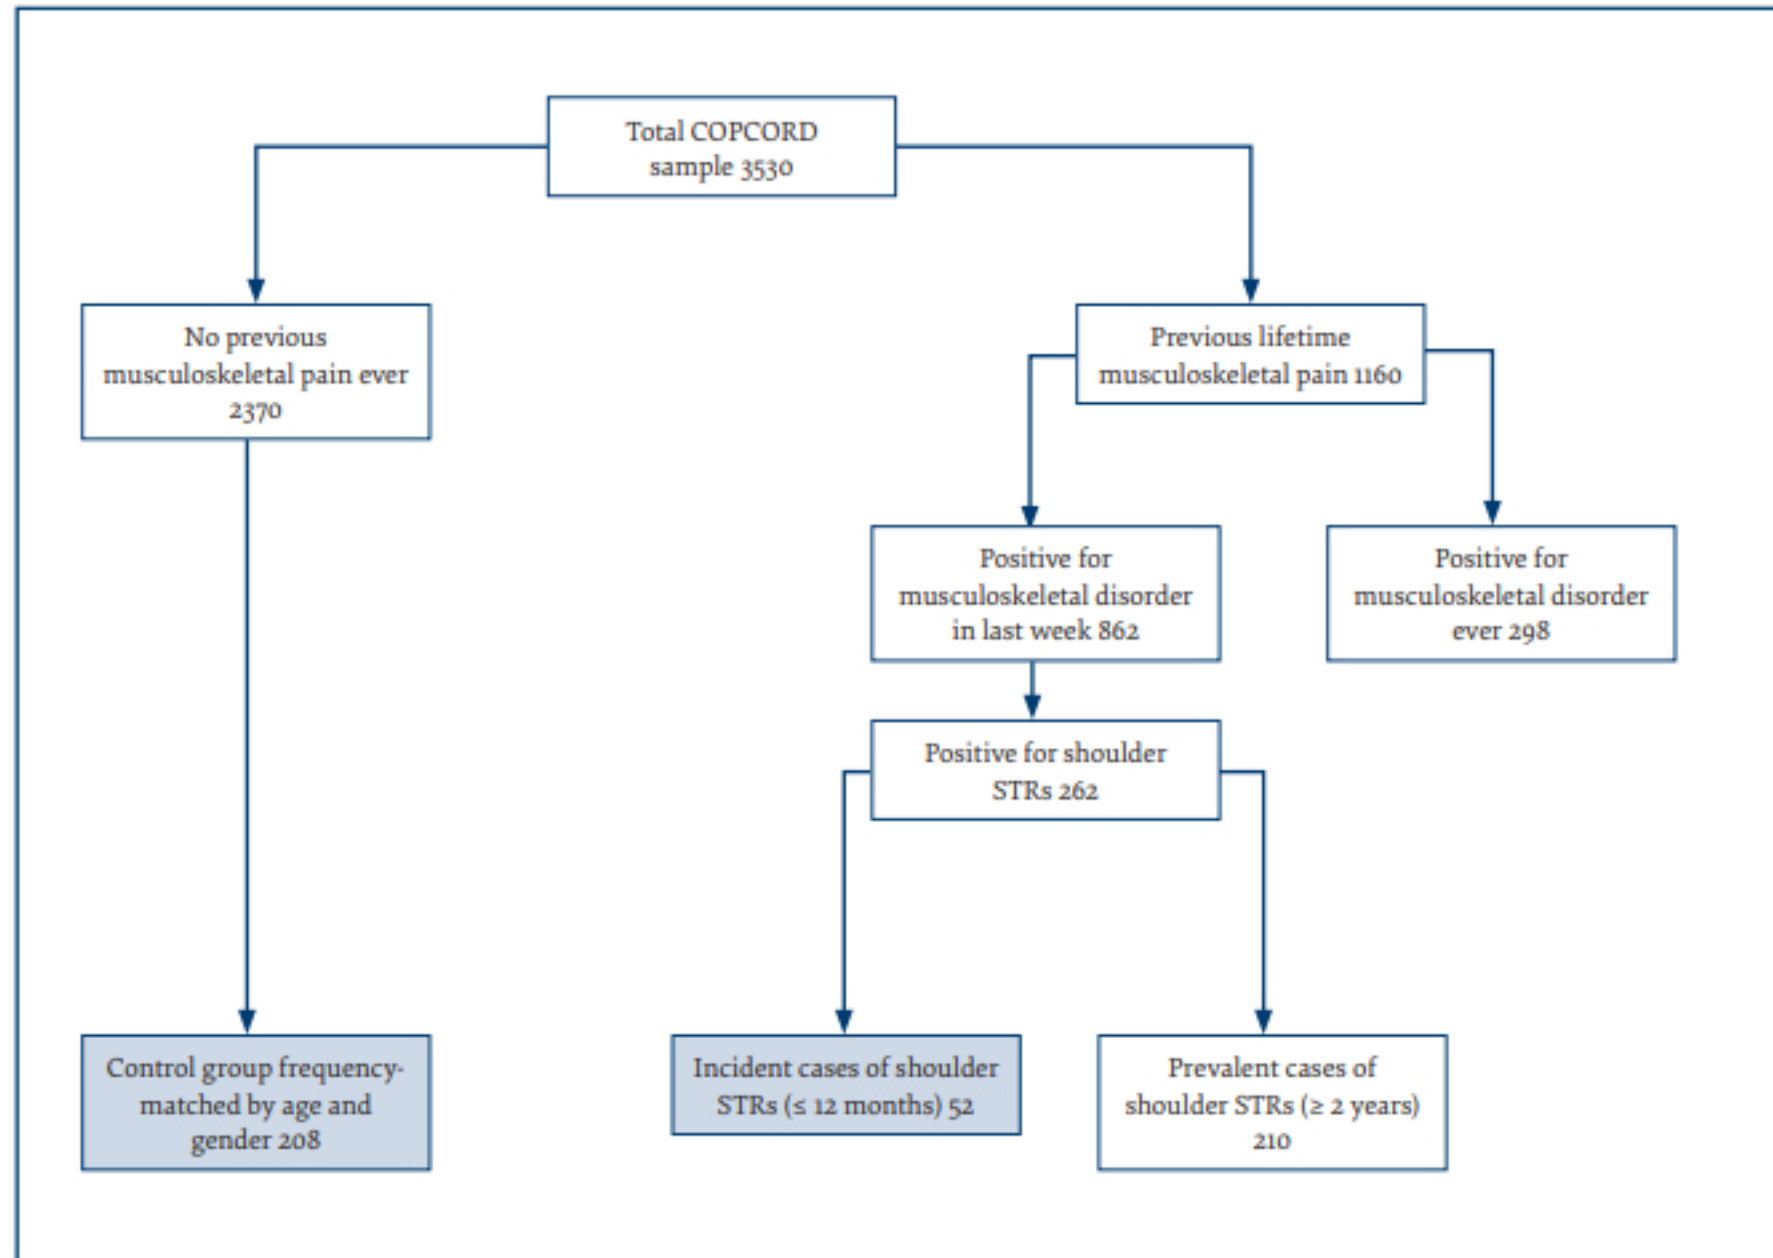 Total COPCORD
sample 3530
No previous
musculoskeletal pain ever
2370
Previous lifetime
musculoskeletal pain 1160
Positive for
musculoskeletal disorder
in last week 862
Positive for
musculoskeletal disorder
ever 298
Positive for shoulder
STRs 262
Control group frequency-
matched by age and
gender 208
Incident cases of shoulder
STRs (≤ 12 months) 52
Prevalent cases of
shoulder STRs (≥ 2 years)
210